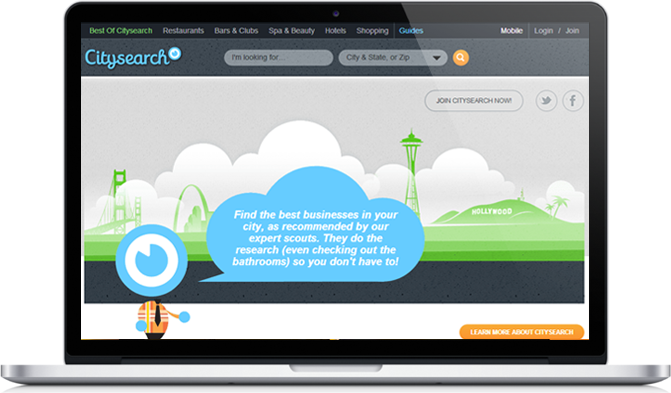 Best Of Citysearch Restaurants Bars & Clubs Spa & Beauty Hotels Shopping Guides Mobile Login / Join
Citysearch I'm looking for... City & State, or Zip
JOIN CITYSEARCH NOW!
HOLLYWOOD
Find the best businesses in your
city, as recommended by our
expert scouts. They do the
research (even checking out the
bathrooms) so you don't have to!
LEARN MORE ABOUT CITYSEARCH